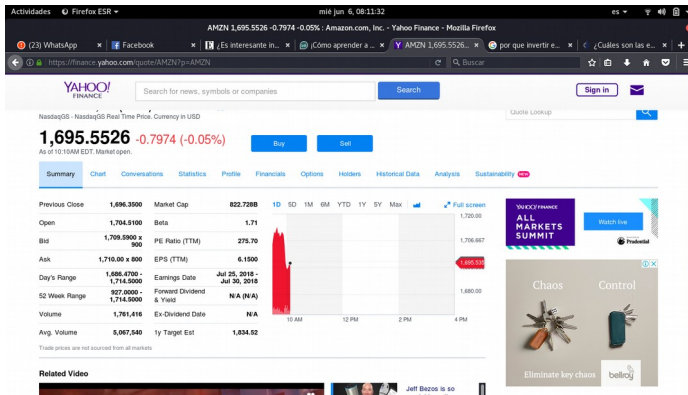 Actividades Firefox ESR ▾ mié jun 6, 08:11:32 es ▾
AMZN 1,695.5526 -0.7974 -0.05% : Amazon.com, Inc. - Yahoo Finance - Mozilla Firefox
(23) WhatsApp × Facebook × ¿Es interesante in... × ¡Cómo aprender a ... × AMZN 1,695.5526... × por que invertir e... × ¿Cuáles son las e... × +
https://finance.yahoo.com/quote/AMZN?p=AMZN Buscar
YAHOO!
FINANCE
Search for news, symbols or companies Search Sign in
NasdaqGS - NasdaqGS Real Time Price. Currency in USD Quote Lookup
1,695.5526 -0.7974 (-0.05%)
As of 10:10AM EDT. Market open.
Buy Sell
Summary Chart Conversations Statistics Profile Financials Options Holders Historical Data Analysis Sustainability NEW
Previous Close 1,696.3500
Open 1,704.5100
Bid 1,709.5900 x
900
Ask 1,710.00 x 800
Day's Range 1,686.4700 -
1,714.5000
52 Week Range 927.0000 -
1,714.5000
Volume 1,761,416
Avg. Volume 5,067,540
Market Cap 822.728B
Beta 1.71
PE Ratio (TTM) 275.70
EPS (TTM) 6.1500
Earnings Date Jul 25, 2018 -
Jul 30, 2018
Forward Dividend
& Yield N/A (N/A)
Ex-Dividend Date N/A
1y Target Est 1,834.52
Trade prices are not sourced from all markets
1D 5D 1M 6M YTD 1Y 5Y Max Full screen
1,720.00
1,706.667
1,680.00
10 AM 12 PM 2 PM 4 PM
YAHOO! FINANCE
ALL
MARKETS
SUMMIT
Watch live
Prudential
Chaos Control
Eliminate key chaos bellroy
Related Video
Jeff Bezos is so